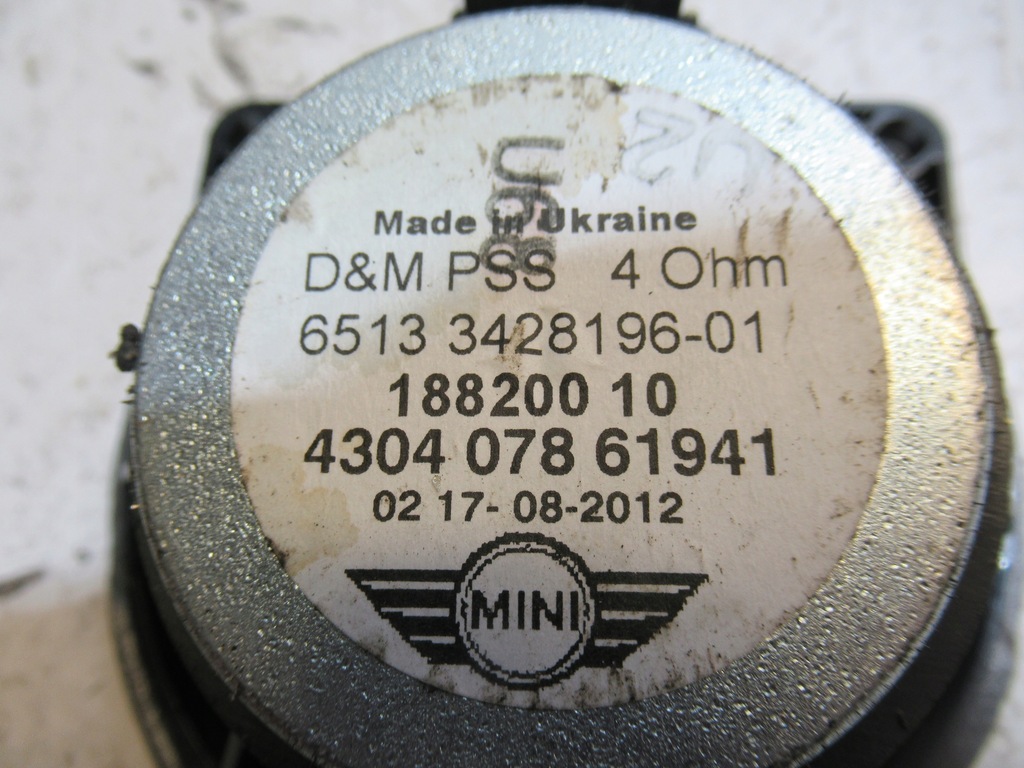 Made in Ukraine
D&M PSS 4 Ohm
6513 3428196-01
188200 10
4304 078 61941
02 17-08-2012
MINI